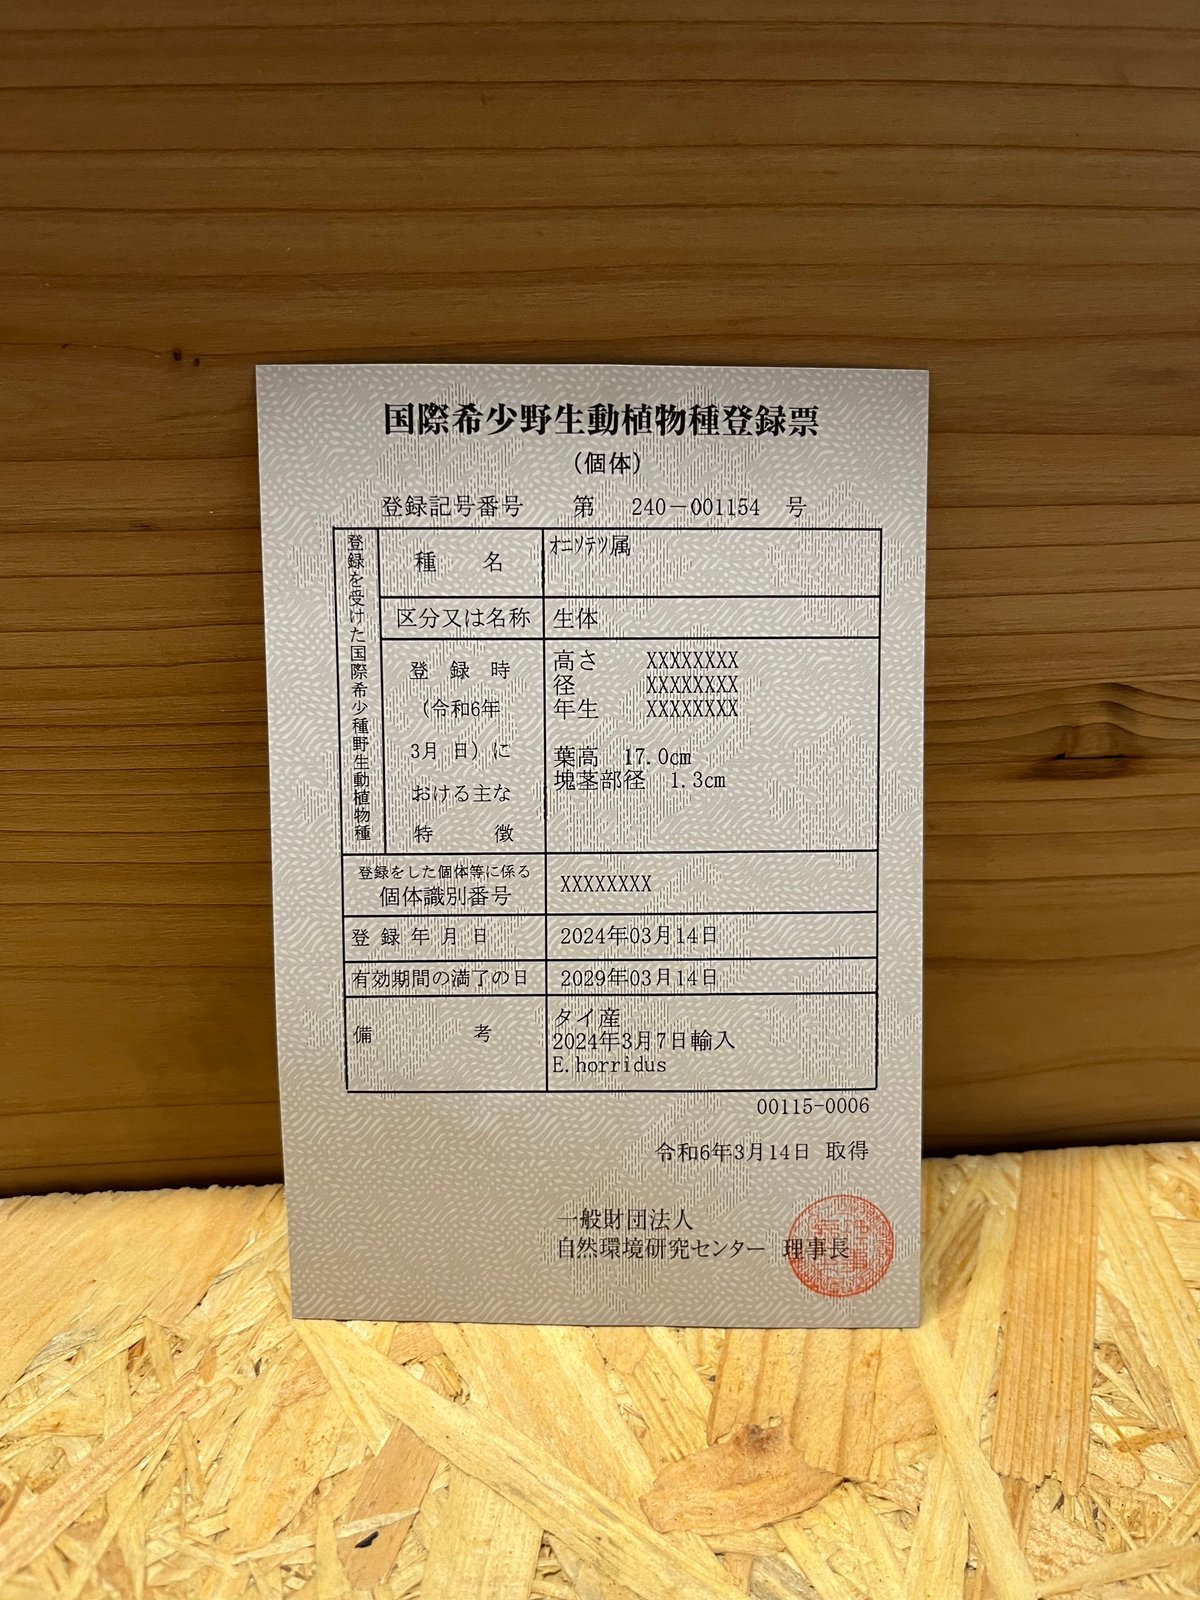 国際希少野生動植物種登録票
（個体）
登録記号番号 第 240－001154 号
登録を受けた国際希少種野生動植物種
種 名 ｵﾆｿﾃﾂ属
区分又は名称 生体
登 録 時
(令和6年
3月 日) に
おける主な
特 徴
高さ XXXXXXXX
径 XXXXXXXX
年生 XXXXXXXX
葉高 17.0cm
塊茎部径 1.3cm
登録をした個体等に係る
個体識別番号
XXXXXXXX
登 録 年 月 日 2024年03月14日
有効期間の満了の日 2029年03月14日
備 考
タイ産
2024年3月7日輸入
E.horridus
00115-0006
令和6年3月14日 取得
一般財団法人
自然環境研究センター 理事長